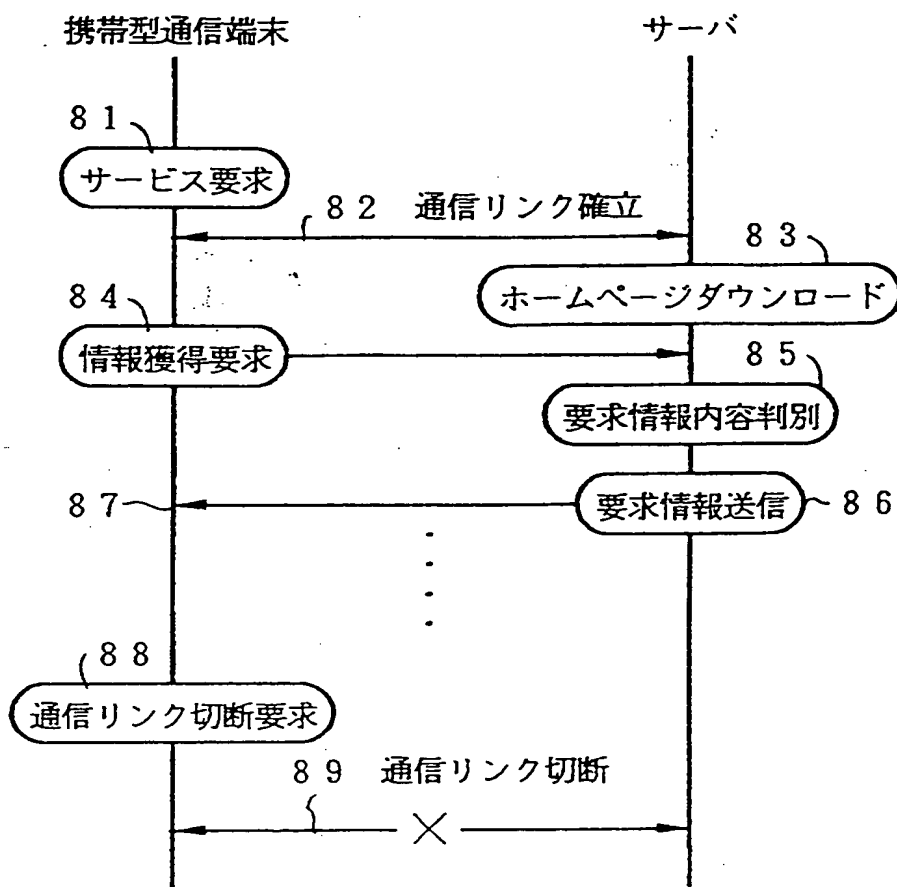 携帯型通信端末
サーバ
81
サービス要求
82 通信リンク確立
83
ホームページダウンロード
84
情報獲得要求
85
要求情報内容判別
87
要求情報送信
86
88
通信リンク切断要求
89 通信リンク切断